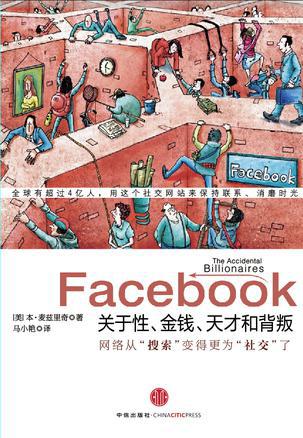 Facebook
全球有超过4亿人，用这个社交网站来保持联系、消磨时光
The Accidental
Billionaires
Facebook
[美]本·麦兹里奇◎著
马小艳◎译
关于性、金钱、天才和背叛
网络从“搜索”变得更为“社交”了
中信出版社·CHINACITICPRESS